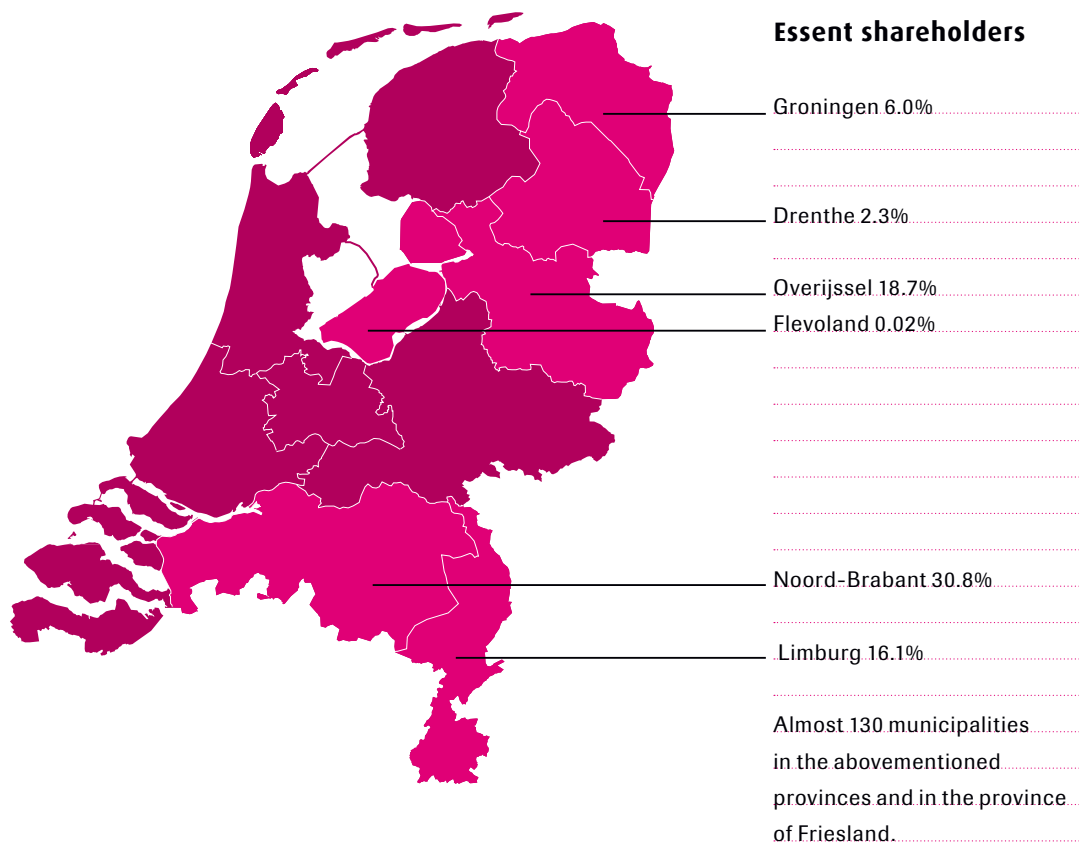 Essent shareholders
Groningen 6.0%
Drenthe 2.3%
Overijssel 18.7%
Flevoland 0.02%
Noord-Brabant 30.8%
Limburg 16.1%
Almost 130 municipalities
in the abovementioned
provinces and in the province
of Friesland.